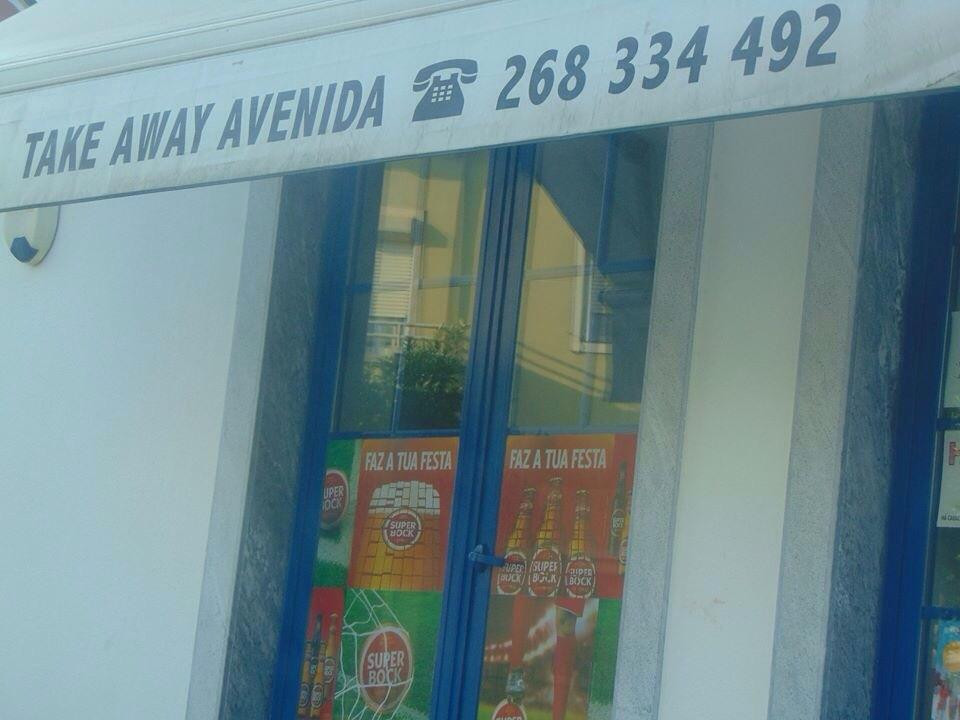 TAKE AWAY AVENIDA 268 334 492
FAZ A TUA FESTA
FAZ A TUA FESTA
SUPER
BOCK
SUPER
BOCK
SUPER
BOCK
SUPER
BOCK
SUPER
BOCK
SUPER
BOCK